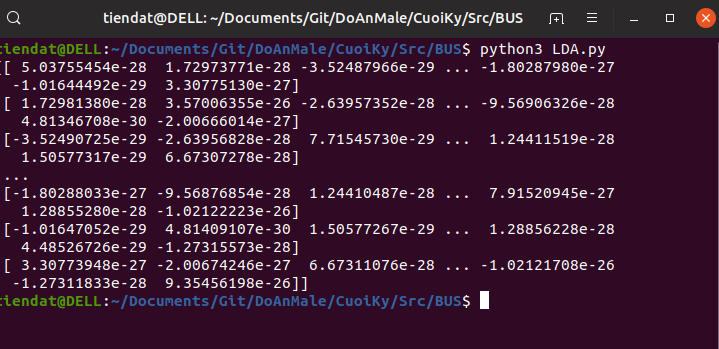 tiendat@DELL: ~/Documents/Git/DoAnMale/CuoiKy/Src/BUS
tiendat@DELL:~/Documents/Git/DoAnMale/CuoiKy/Src/BUS$ python3 LDA.py
[[ 5.03755454e-28  1.72973771e-28 -3.52487966e-29 ... -1.80287980e-27
  -1.01644492e-29  3.30775130e-27]
 [ 1.72981380e-28  3.57006355e-26 -2.63957352e-28 ... -9.56906326e-28
   4.81346708e-30 -2.00666014e-27]
 [-3.52490725e-29 -2.63956828e-28  7.71545730e-29 ...  1.24411519e-28
   1.50577317e-29  6.67307278e-28]
 ...
 [-1.80288033e-27 -9.56876854e-28  1.24410487e-28 ...  7.91520945e-27
   1.28855280e-28 -1.02122223e-26]
 [-1.01647052e-29  4.81409107e-30  1.50577267e-29 ...  1.28856228e-28
   4.48526726e-29 -1.27315573e-28]
 [ 3.30773948e-27 -2.00674246e-27  6.67311076e-28 ... -1.02121708e-26
  -1.27311833e-28  9.35456198e-26]]
tiendat@DELL:~/Documents/Git/DoAnMale/CuoiKy/Src/BUS$